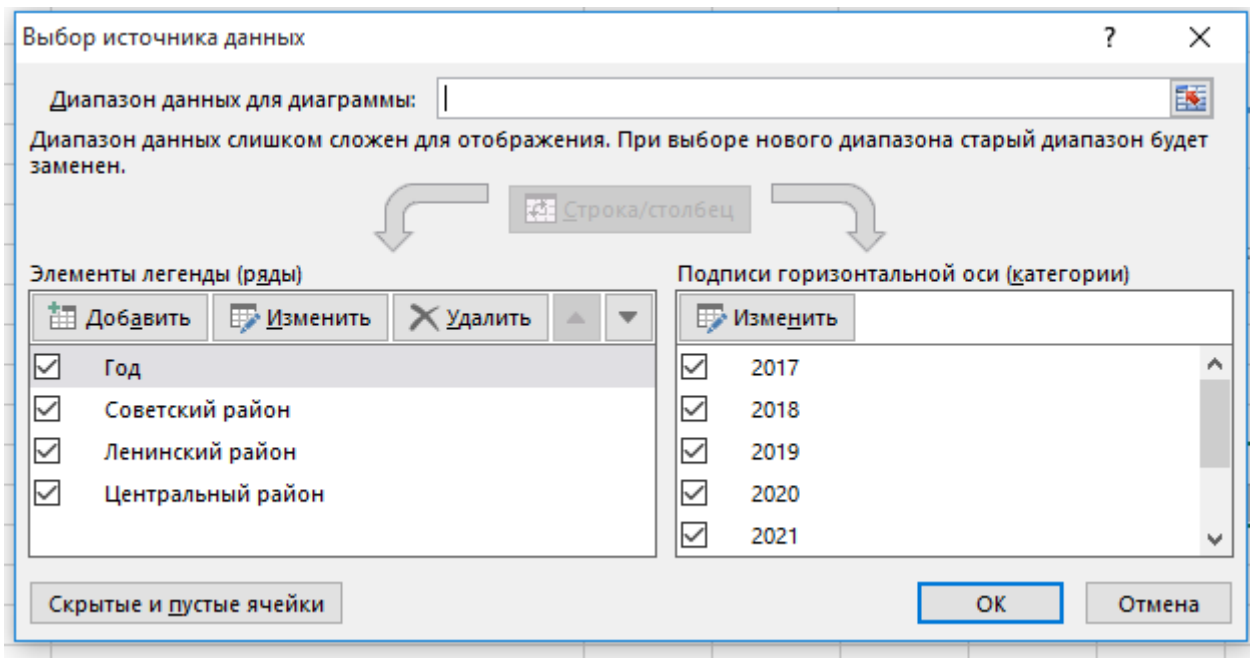 Выбор источника данных ?
Диапазон данных для диаграммы:
Диапазон данных слишком сложен для отображения. При выборе нового диапазона старый диапазон будет
заменен.
Строка/столбец
Элементы легенды (ряды)
Добавить Изменить Удалить
Год
Советский район
Ленинский район
Центральный район
Подписи горизонтальной оси (категории)
Изменить
2017
2018
2019
2020
2021
Скрытые и пустые ячейки
ОК Отмена